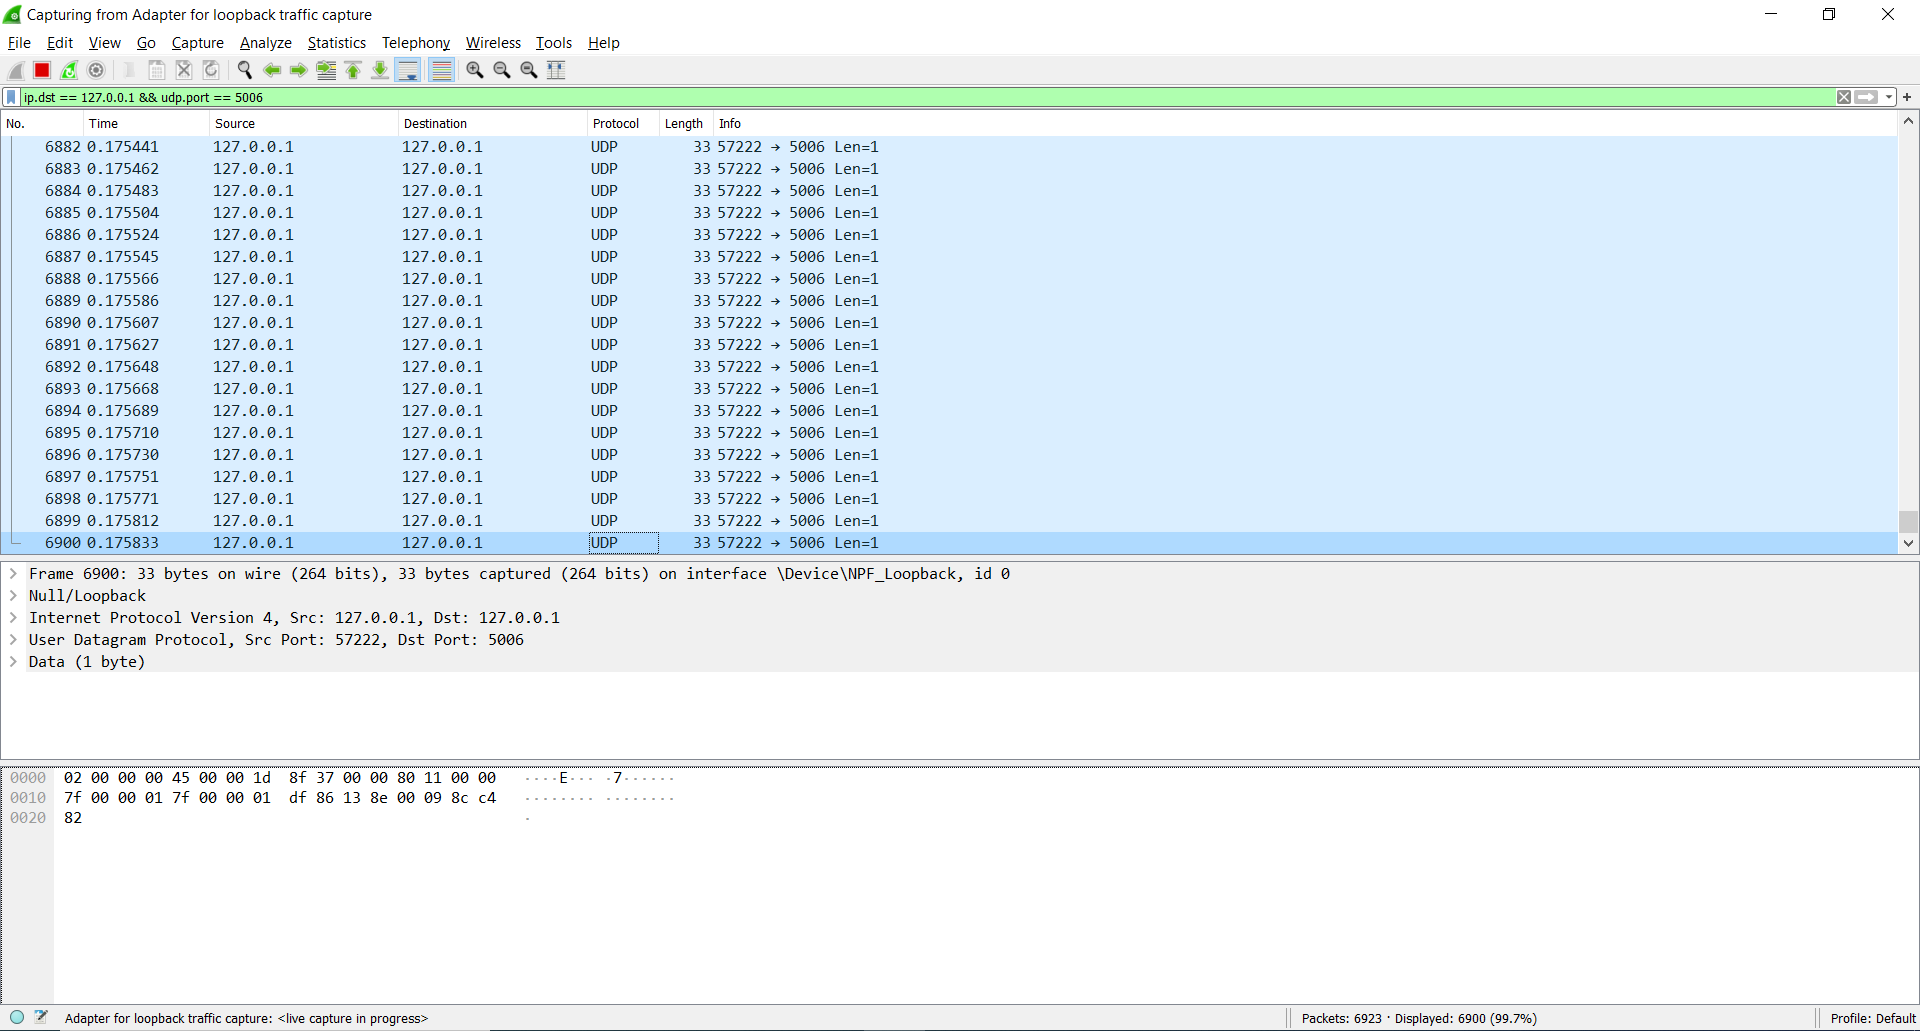 Capturing from Adapter for loopback traffic capture
File Edit View Go Capture Analyze Statistics Telephony Wireless Tools Help
ip.dst == 127.0.0.1 && udp.port == 5006
No. Time Source Destination Protocol Length Info
6882 0.175441 127.0.0.1 127.0.0.1 UDP 33 57222 → 5006 Len=1
6883 0.175462 127.0.0.1 127.0.0.1 UDP 33 57222 → 5006 Len=1
6884 0.175483 127.0.0.1 127.0.0.1 UDP 33 57222 → 5006 Len=1
6885 0.175504 127.0.0.1 127.0.0.1 UDP 33 57222 → 5006 Len=1
6886 0.175524 127.0.0.1 127.0.0.1 UDP 33 57222 → 5006 Len=1
6887 0.175545 127.0.0.1 127.0.0.1 UDP 33 57222 → 5006 Len=1
6888 0.175566 127.0.0.1 127.0.0.1 UDP 33 57222 → 5006 Len=1
6889 0.175586 127.0.0.1 127.0.0.1 UDP 33 57222 → 5006 Len=1
6890 0.175607 127.0.0.1 127.0.0.1 UDP 33 57222 → 5006 Len=1
6891 0.175627 127.0.0.1 127.0.0.1 UDP 33 57222 → 5006 Len=1
6892 0.175648 127.0.0.1 127.0.0.1 UDP 33 57222 → 5006 Len=1
6893 0.175668 127.0.0.1 127.0.0.1 UDP 33 57222 → 5006 Len=1
6894 0.175689 127.0.0.1 127.0.0.1 UDP 33 57222 → 5006 Len=1
6895 0.175710 127.0.0.1 127.0.0.1 UDP 33 57222 → 5006 Len=1
6896 0.175730 127.0.0.1 127.0.0.1 UDP 33 57222 → 5006 Len=1
6897 0.175751 127.0.0.1 127.0.0.1 UDP 33 57222 → 5006 Len=1
6898 0.175771 127.0.0.1 127.0.0.1 UDP 33 57222 → 5006 Len=1
6899 0.175812 127.0.0.1 127.0.0.1 UDP 33 57222 → 5006 Len=1
6900 0.175833 127.0.0.1 127.0.0.1 UDP 33 57222 → 5006 Len=1
Frame 6900: 33 bytes on wire (264 bits), 33 bytes captured (264 bits) on interface \Device\NPF_Loopback, id 0
Null/Loopback
Internet Protocol Version 4, Src: 127.0.0.1, Dst: 127.0.0.1
User Datagram Protocol, Src Port: 57222, Dst Port: 5006
Data (1 byte)
0000 02 00 00 00 45 00 00 1d 8f 37 00 00 80 11 00 00 ····E··· ·7······
0010 7f 00 00 01 7f 00 00 01 df 86 13 8e 00 09 8c c4 ········ ········
0020 82 ·
Adapter for loopback traffic capture: <live capture in progress> Packets: 6923 · Displayed: 6900 (99.7%) Profile: Default